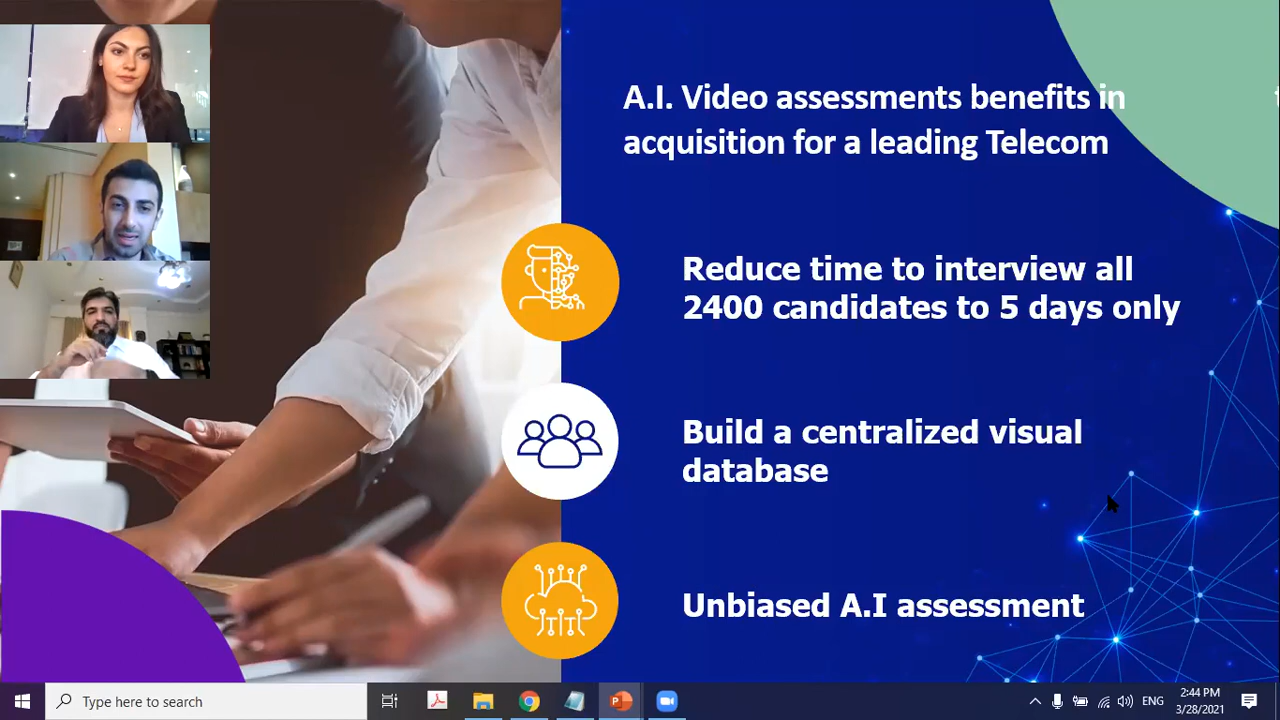 A.I. Video assessments benefits in
acquisition for a leading Telecom
Reduce time to interview all
2400 candidates to 5 days only
Build a centralized visual
database
Unbiased A.I assessment
Type here to search
ENG
2:44 PM
3/28/2021